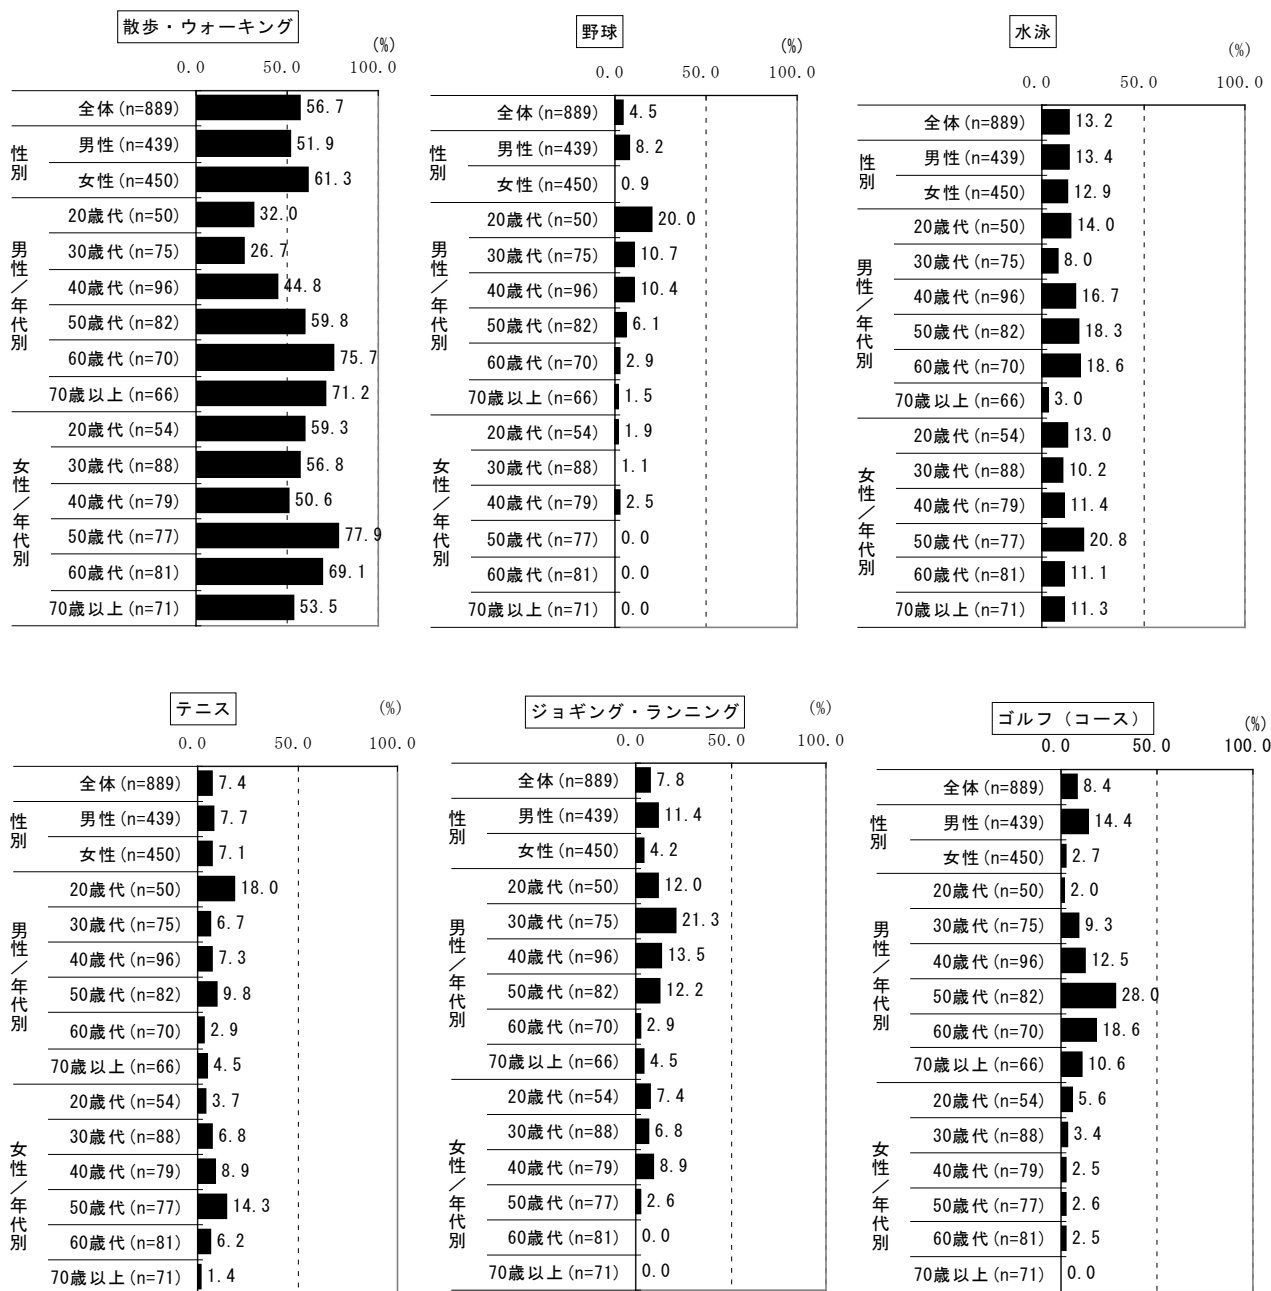 散歩・ウォーキング
(%)
0.0 50.0 100.0
全体(n=889) 56.7
性別
男性(n=439) 51.9
女性(n=450) 61.3
男性／年代別
20歳代(n=50) 32.0
30歳代(n=75) 26.7
40歳代(n=96) 44.8
50歳代(n=82) 59.8
60歳代(n=70) 75.7
70歳以上(n=66) 71.2
女性／年代別
20歳代(n=54) 59.3
30歳代(n=88) 56.8
40歳代(n=79) 50.6
50歳代(n=77) 77.9
60歳代(n=81) 69.1
70歳以上(n=71) 53.5
野球
(%)
0.0 50.0 100.0
全体(n=889) 4.5
性別
男性(n=439) 8.2
女性(n=450) 0.9
男性／年代別
20歳代(n=50) 20.0
30歳代(n=75) 10.7
40歳代(n=96) 10.4
50歳代(n=82) 6.1
60歳代(n=70) 2.9
70歳以上(n=66) 1.5
女性／年代別
20歳代(n=54) 1.9
30歳代(n=88) 1.1
40歳代(n=79) 2.5
50歳代(n=77) 0.0
60歳代(n=81) 0.0
70歳以上(n=71) 0.0
水泳
(%)
0.0 50.0 100.0
全体(n=889) 13.2
性別
男性(n=439) 13.4
女性(n=450) 12.9
男性／年代別
20歳代(n=50) 14.0
30歳代(n=75) 8.0
40歳代(n=96) 16.7
50歳代(n=82) 18.3
60歳代(n=70) 18.6
70歳以上(n=66) 3.0
女性／年代別
20歳代(n=54) 13.0
30歳代(n=88) 10.2
40歳代(n=79) 11.4
50歳代(n=77) 20.8
60歳代(n=81) 11.1
70歳以上(n=71) 11.3
テニス
(%)
0.0 50.0 100.0
全体(n=889) 7.4
性別
男性(n=439) 7.7
女性(n=450) 7.1
男性／年代別
20歳代(n=50) 18.0
30歳代(n=75) 6.7
40歳代(n=96) 7.3
50歳代(n=82) 9.8
60歳代(n=70) 2.9
70歳以上(n=66) 4.5
女性／年代別
20歳代(n=54) 3.7
30歳代(n=88) 6.8
40歳代(n=79) 8.9
50歳代(n=77) 14.3
60歳代(n=81) 6.2
70歳以上(n=71) 1.4
ジョギング・ランニング
(%)
0.0 50.0 100.0
全体(n=889) 7.8
性別
男性(n=439) 11.4
女性(n=450) 4.2
男性／年代別
20歳代(n=50) 12.0
30歳代(n=75) 21.3
40歳代(n=96) 13.5
50歳代(n=82) 12.2
60歳代(n=70) 2.9
70歳以上(n=66) 4.5
女性／年代別
20歳代(n=54) 7.4
30歳代(n=88) 6.8
40歳代(n=79) 8.9
50歳代(n=77) 2.6
60歳代(n=81) 0.0
70歳以上(n=71) 0.0
ゴルフ（コース）
(%)
0.0 50.0 100.0
全体(n=889) 8.4
性別
男性(n=439) 14.4
女性(n=450) 2.7
男性／年代別
20歳代(n=50) 2.0
30歳代(n=75) 9.3
40歳代(n=96) 12.5
50歳代(n=82) 28.0
60歳代(n=70) 18.6
70歳以上(n=66) 10.6
女性／年代別
20歳代(n=54) 5.6
30歳代(n=88) 3.4
40歳代(n=79) 2.5
50歳代(n=77) 2.6
60歳代(n=81) 2.5
70歳以上(n=71) 0.0